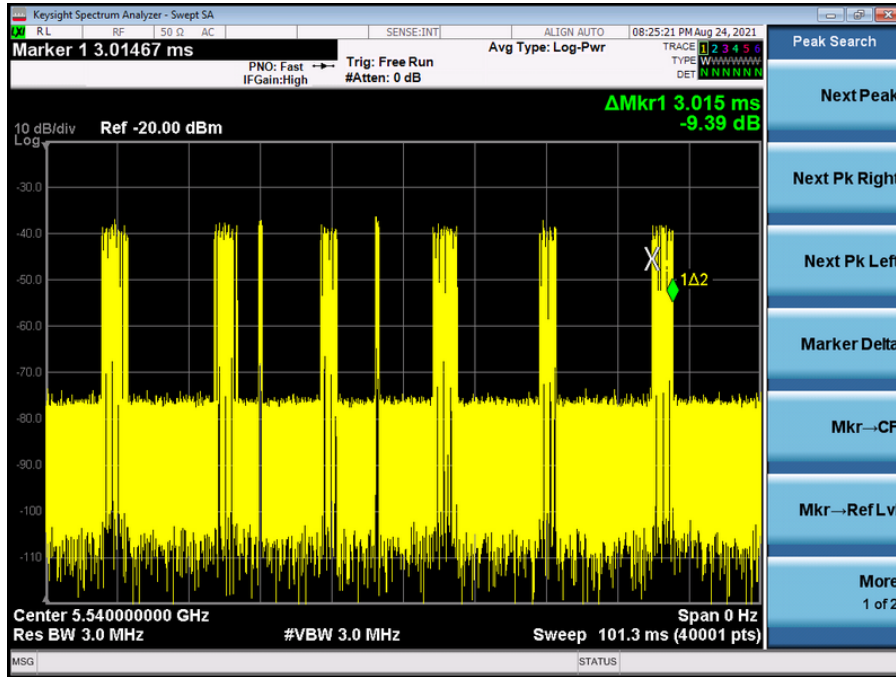 Keysight Spectrum Analyzer - Swept SA
RL RF 50 Ω AC SENSE:INT ALIGN AUTO 08:25:21 PM Aug 24, 2021
Marker 1 3.01467 ms
PNO: Fast
IFGain:High
Trig: Free Run
#Atten: 0 dB
Avg Type: Log-Pwr
TRACE 1 2 3 4 5 6
TYPE WWWWWW
DET N N N N N N
Peak Search
Next Peak
Next Pk Right
Next Pk Left
Marker Delta
Mkr→CF
Mkr→Ref Lvl
More
1 of 2
ΔMkr1 3.015 ms
-9.39 dB
10 dB/div Ref -20.00 dBm
Log
-30.0
-40.0
-50.0
-60.0
-70.0
-80.0
-90.0
-100
-110
X
1Δ2
Center 5.540000000 GHz Span 0 Hz
Res BW 3.0 MHz #VBW 3.0 MHz Sweep 101.3 ms (40001 pts)
MSG STATUS